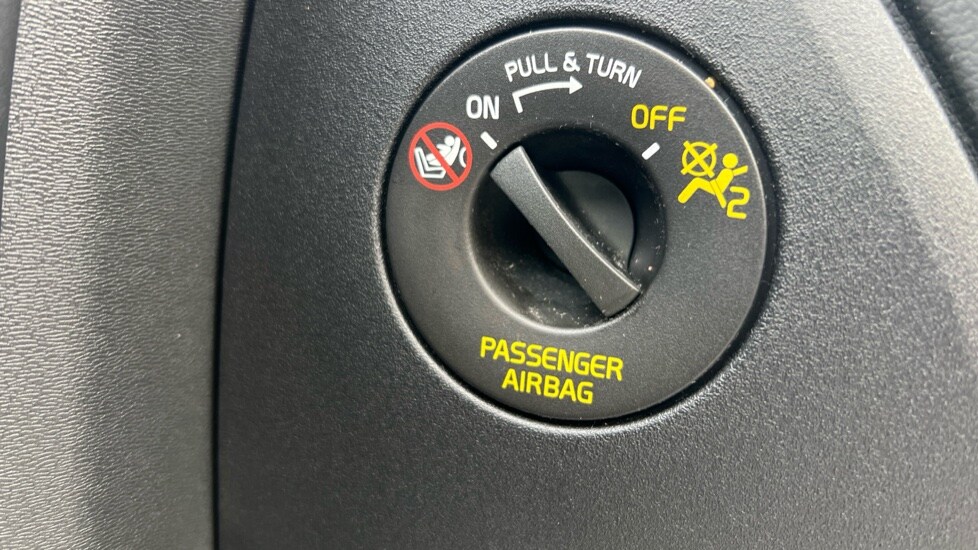 PULL & TURN
ON
OFF
2
PASSENGER
AIRBAG